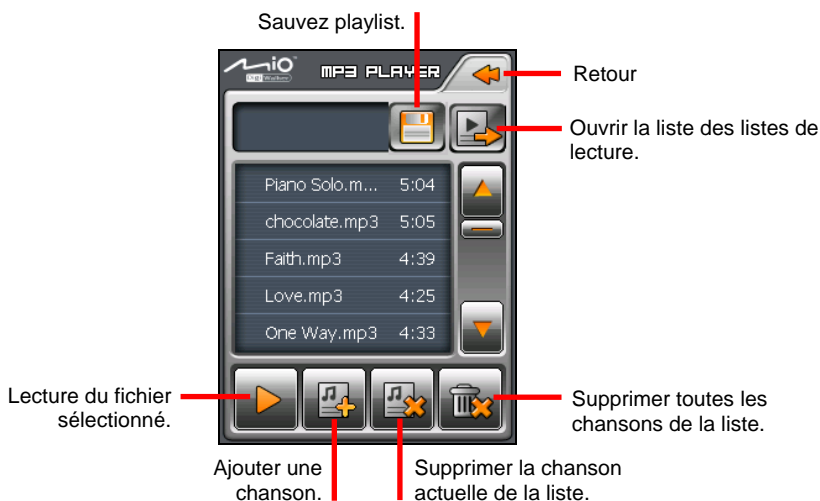 Sauvez playlist.
Mio
DigiWalker
MP3 PLAYER
Retour
Ouvrir la liste des listes de
lecture.
Piano Solo.m... 5:04
chocolate.mp3 5:05
Faith.mp3 4:39
Love.mp3 4:25
One Way.mp3 4:33
Lecture du fichier
sélectionné.
Supprimer toutes les
chansons de la liste.
Ajouter une
chanson.
Supprimer la chanson
actuelle de la liste.